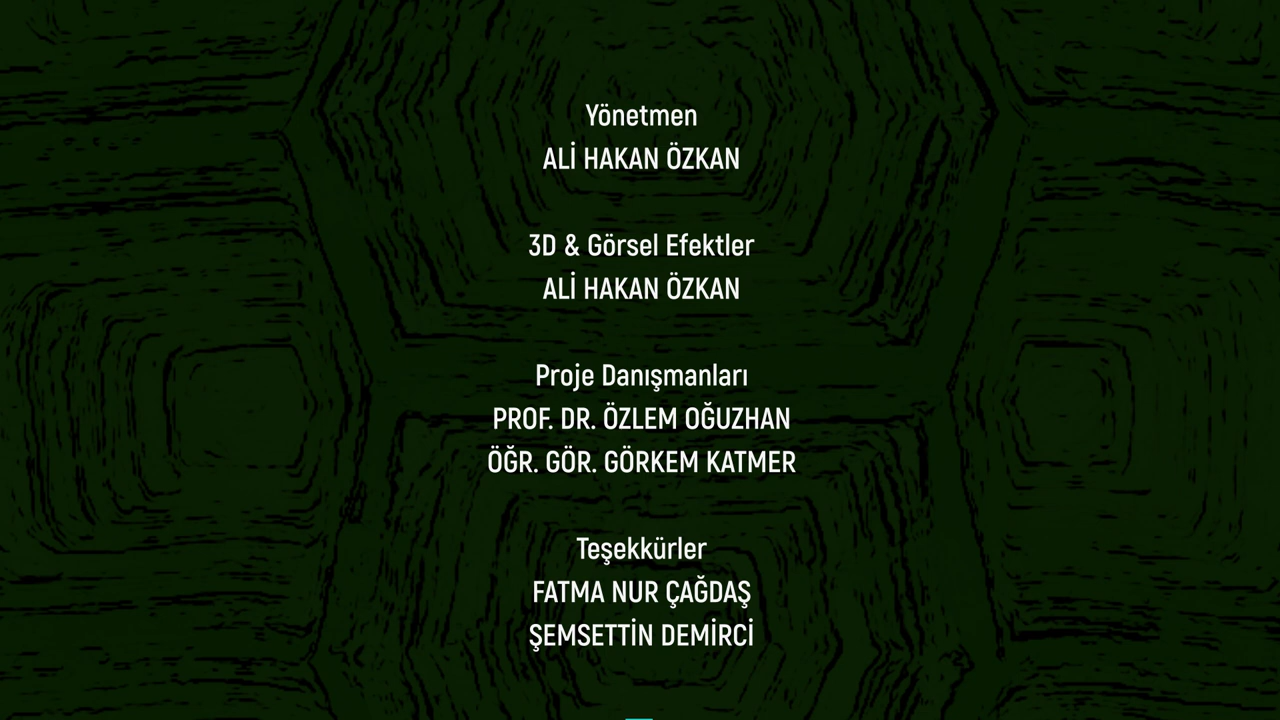 Yönetmen
ALİ HAKAN ÖZKAN
3D & Görsel Efektler
ALİ HAKAN ÖZKAN
Proje Danışmanları
PROF. DR. ÖZLEM OĞUZHAN
ÖĞR. GÖR. GÖRKEM KATMER
Teşekkürler
FATMA NUR ÇAĞDAŞ
ŞEMSETTİN DEMİRCİ